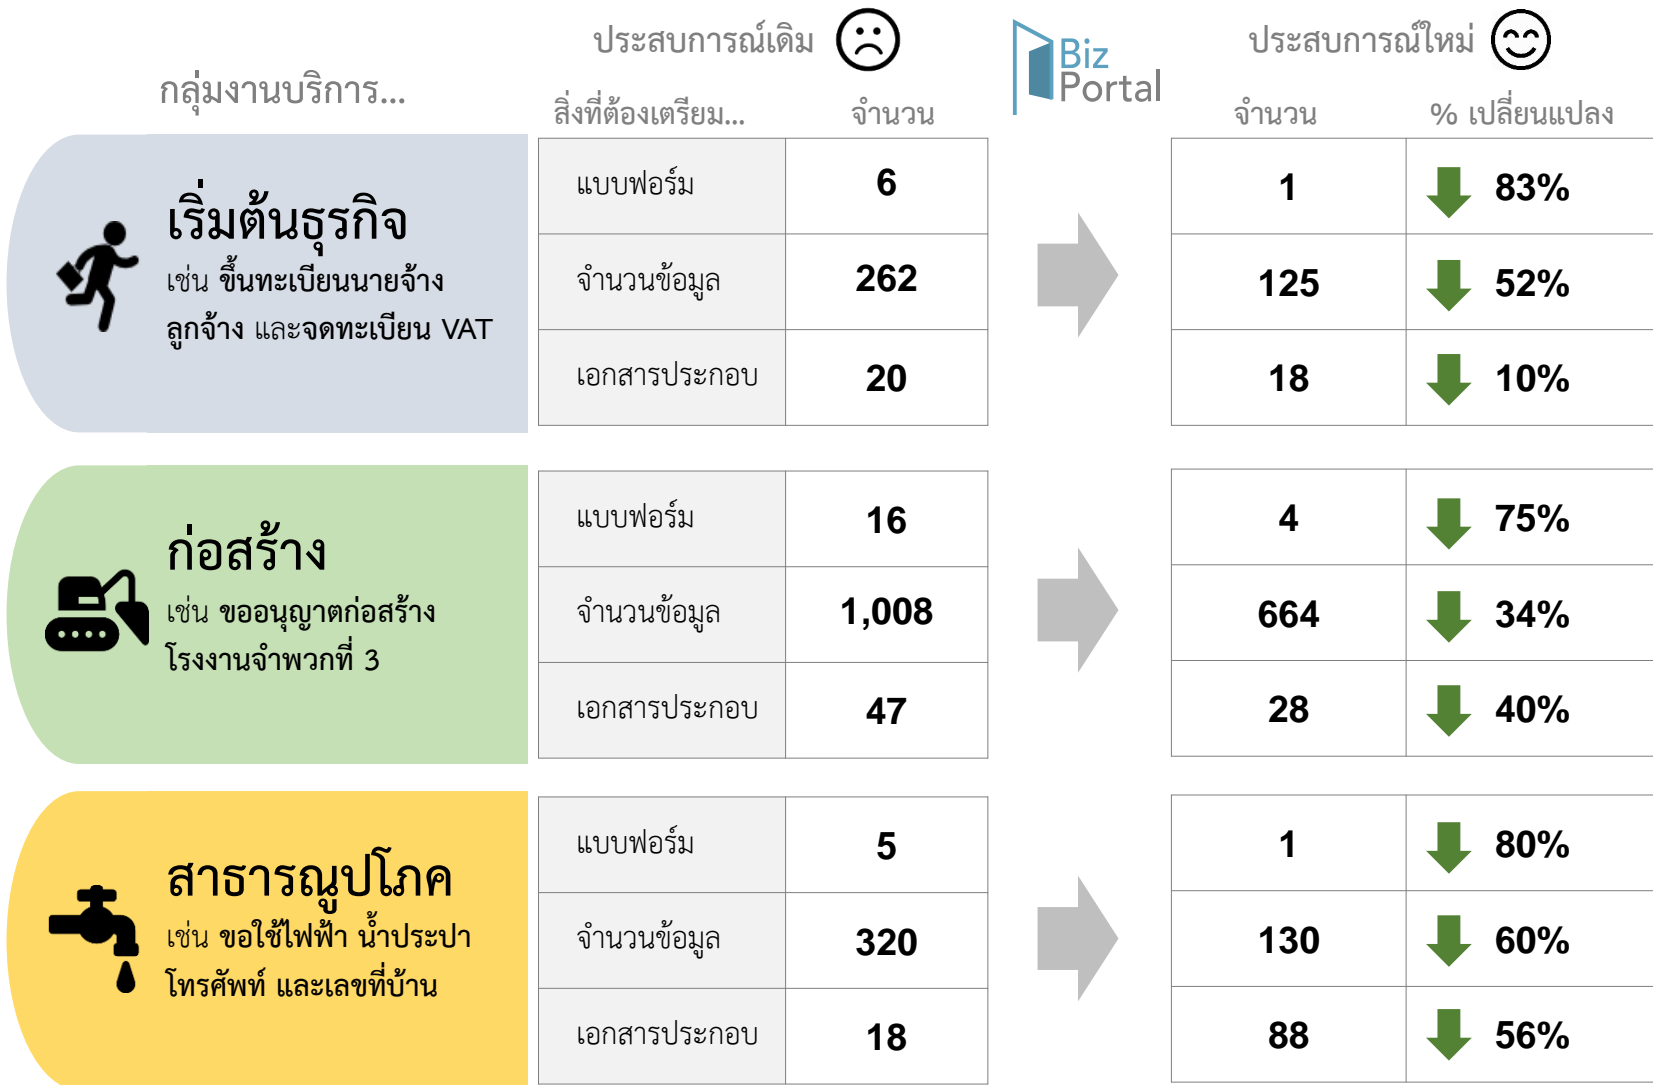 ประสบการณ์เดิม
Biz
Portal
ประสบการณ์ใหม่
กลุ่มงานบริการ...
สิ่งที่ต้องเตรียม...
จำนวน
จำนวน
% เปลี่ยนแปลง
เริ่มต้นธุรกิจ
เช่น ขึ้นทะเบียนนายจ้าง
ลูกจ้าง และจดทะเบียน VAT
แบบฟอร์ม 6 1 83%
จำนวนข้อมูล 262 125 52%
เอกสารประกอบ 20 18 10%
ก่อสร้าง
เช่น ขออนุญาตก่อสร้าง
โรงงานจำพวกที่ 3
แบบฟอร์ม 16 4 75%
จำนวนข้อมูล 1,008 664 34%
เอกสารประกอบ 47 28 40%
สาธารณูปโภค
เช่น ขอใช้ไฟฟ้า น้ำประปา
โทรศัพท์ และเลขที่บ้าน
แบบฟอร์ม 5 1 80%
จำนวนข้อมูล 320 130 60%
เอกสารประกอบ 18 88 56%